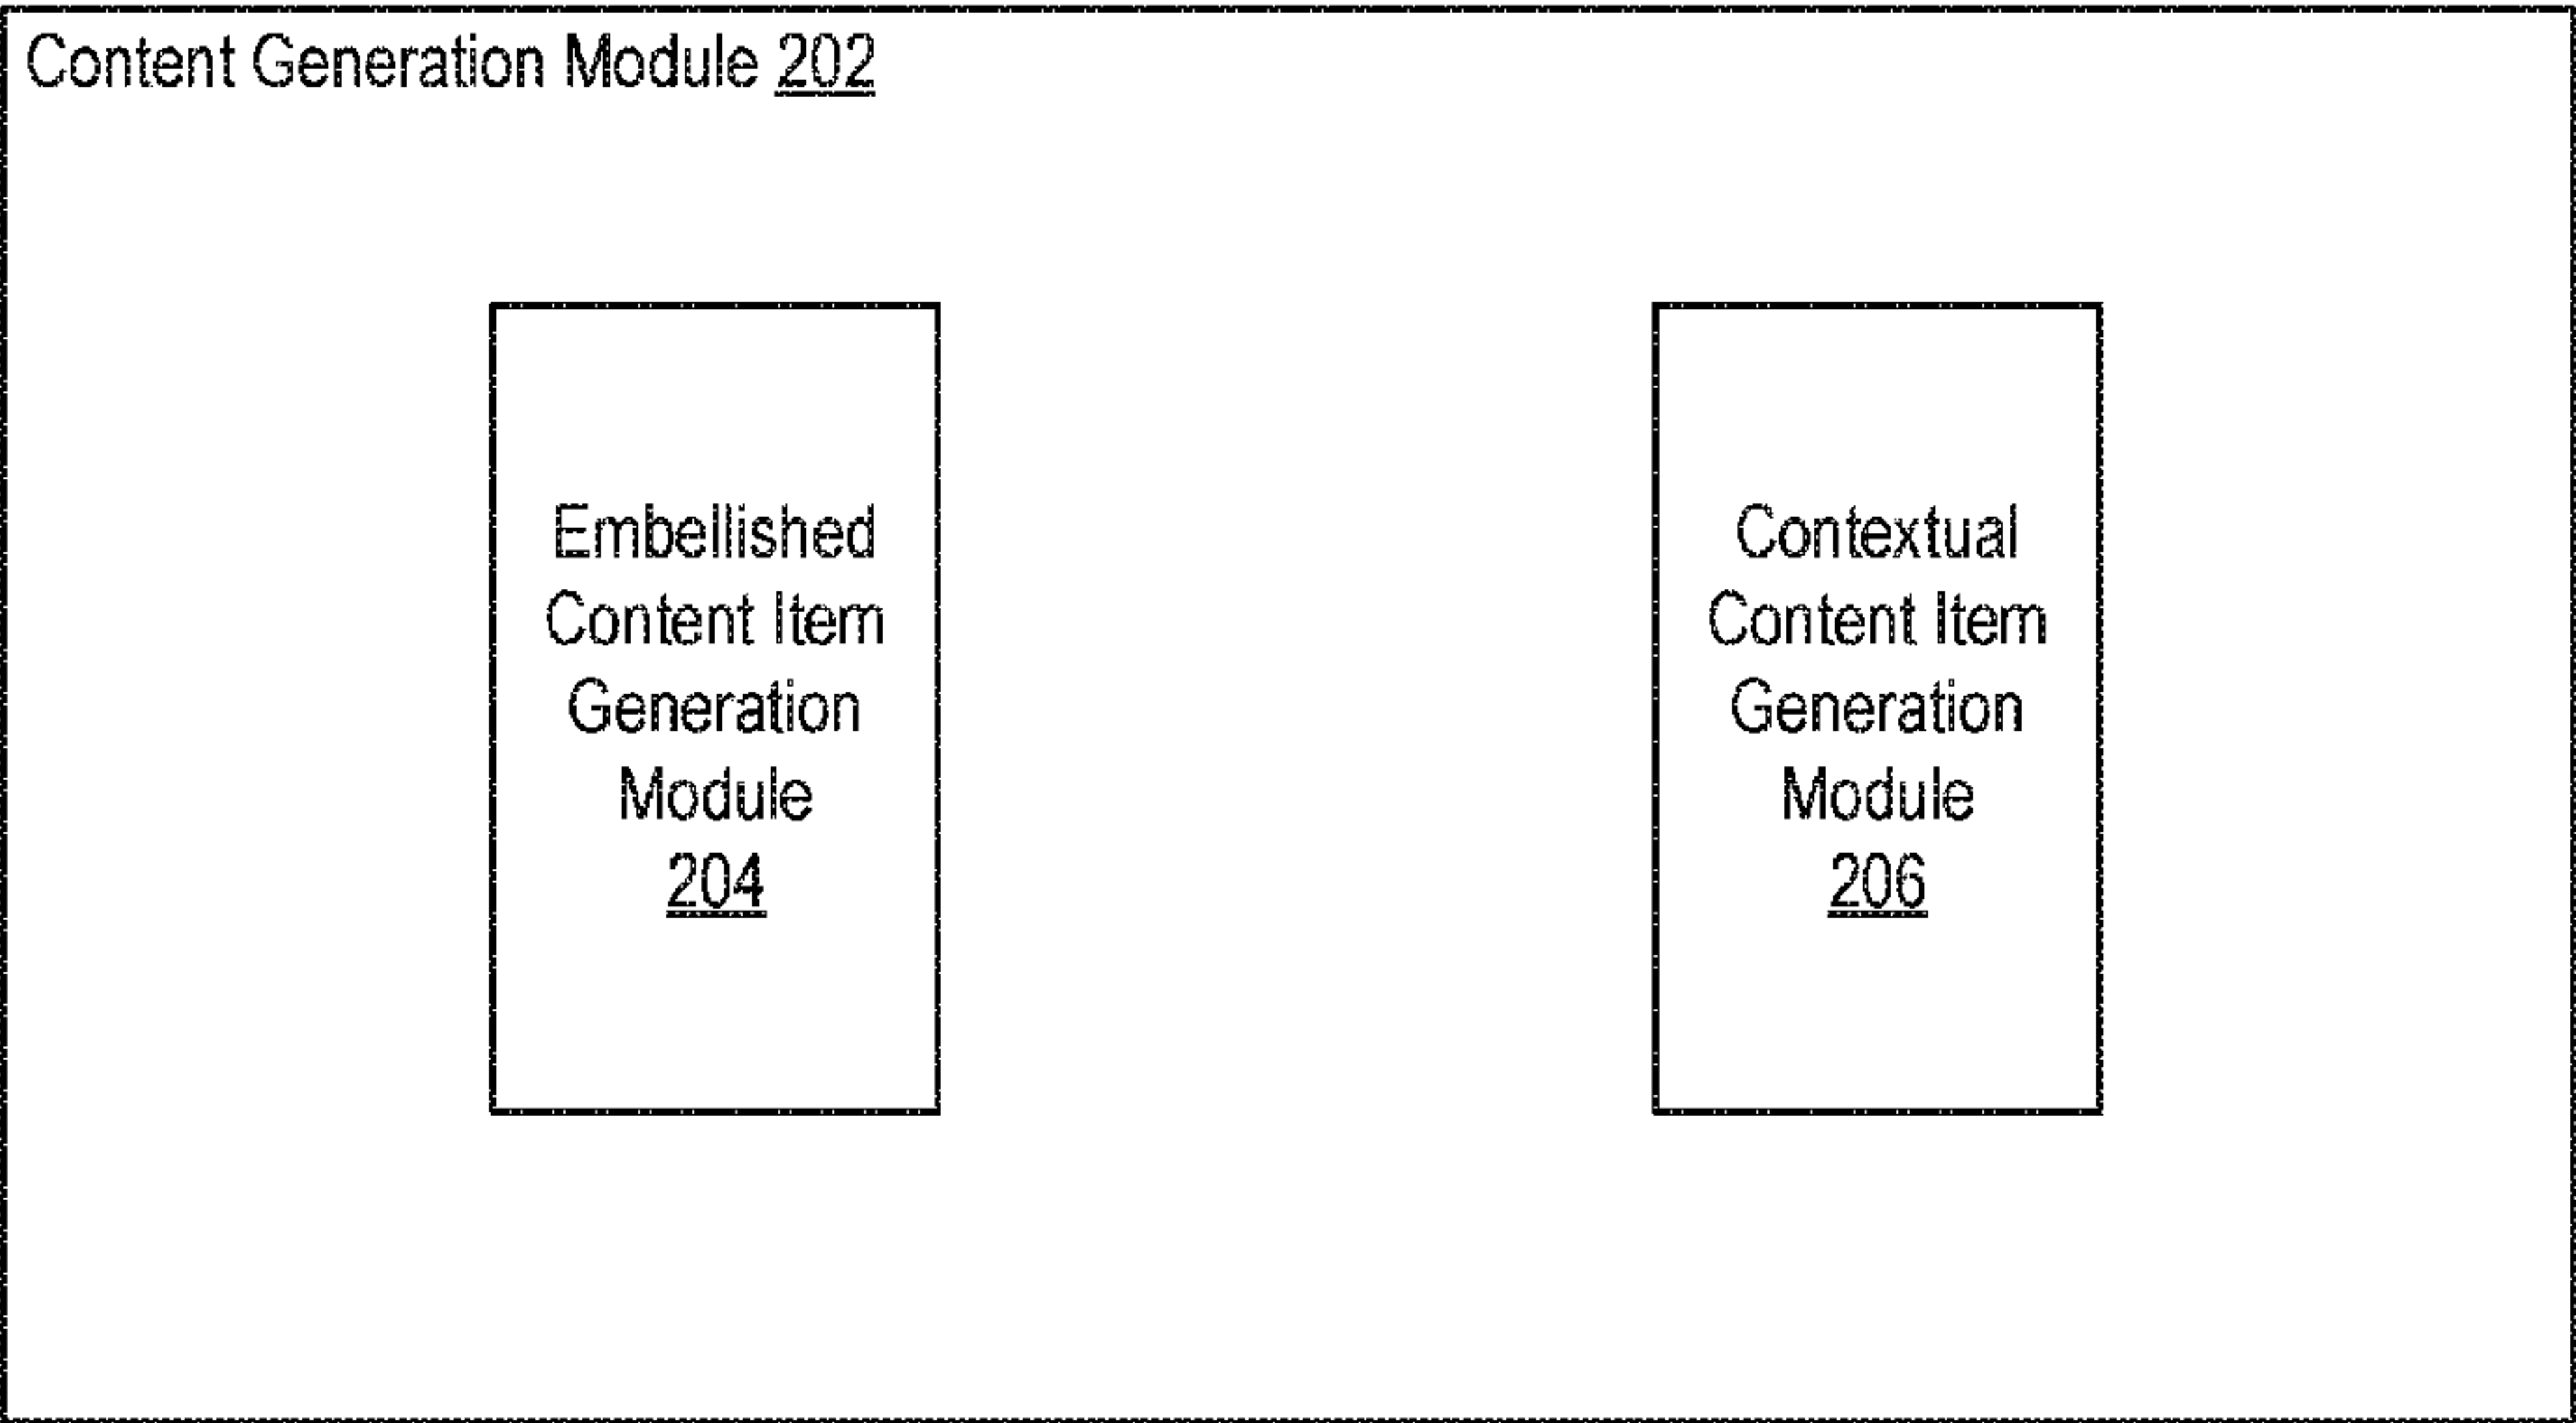 Content Generation Module 202
Embellished
Content Item
Generation
Module
204
Contextual
Content Item
Generation
Module
206